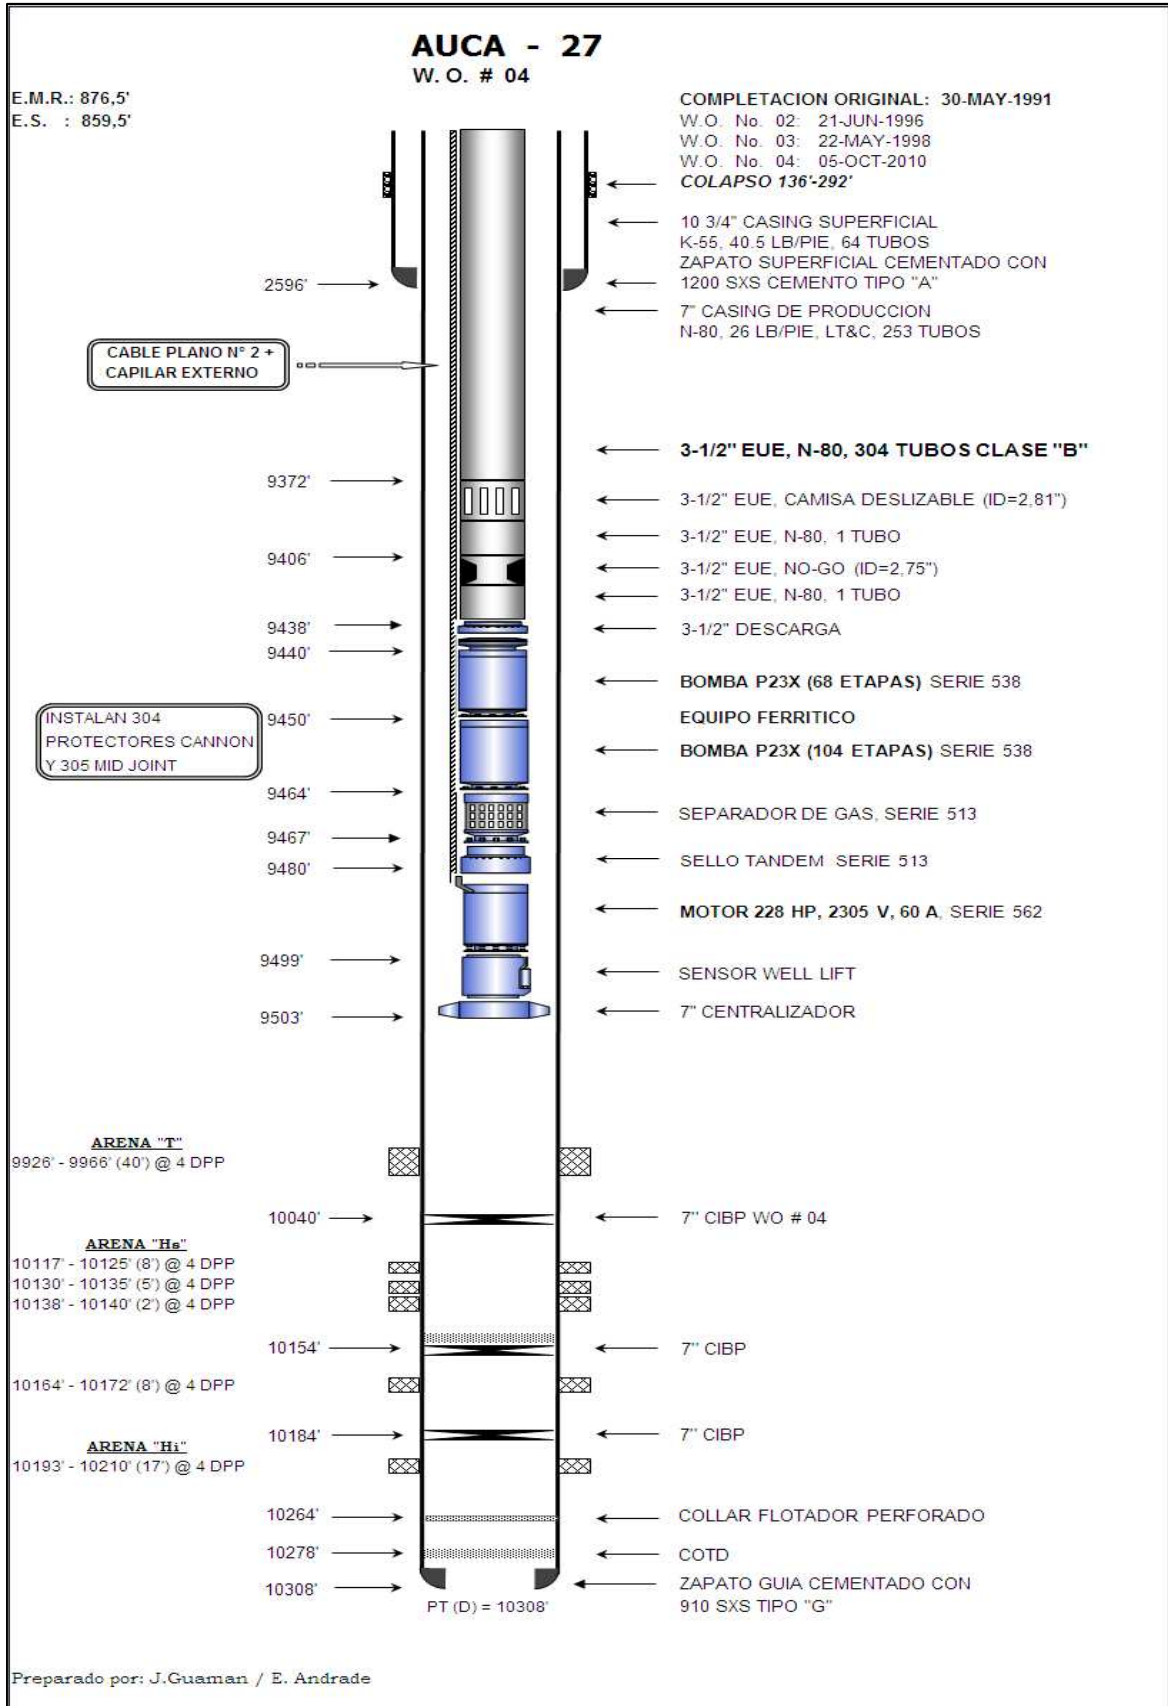 AUCA - 27
W. O. # 04
E.M.R.: 876,5'
E.S. : 859,5'
COMPLETACION ORIGINAL: 30-MAY-1991
W.O. No. 02: 21-JUN-1996
W.O. No. 03: 22-MAY-1998
W.O. No. 04: 05-OCT-2010
COLAPSO 136'-292'
10 3/4" CASING SUPERFICIAL
K-55, 40.5 LB/PIE, 64 TUBOS
ZAPATO SUPERFICIAL CEMENTADO CON
1200 SXS CEMENTO TIPO "A"
2596'
7" CASING DE PRODUCCION
N-80, 26 LB/PIE, LT&C, 253 TUBOS
CABLE PLANO N° 2 +
CAPILAR EXTERNO
3-1/2" EUE, N-80, 304 TUBOS CLASE "B"
9372'
3-1/2" EUE, CAMISA DESLIZABLE (ID=2,81")
3-1/2" EUE, N-80, 1 TUBO
9406'
3-1/2" EUE, NO-GO (ID=2,75")
3-1/2" EUE, N-80, 1 TUBO
9438'
3-1/2" DESCARGA
9440'
BOMBA P23X (68 ETAPAS) SERIE 538
INSTALAN 304
PROTECTORES CANNON
Y 305 MID JOINT
9450'
EQUIPO FERRITICO
BOMBA P23X (104 ETAPAS) SERIE 538
9464'
SEPARADOR DE GAS, SERIE 513
9467'
SELLO TANDEM SERIE 513
9480'
MOTOR 228 HP, 2305 V, 60 A, SERIE 562
9499'
SENSOR WELL LIFT
9503'
7" CENTRALIZADOR
ARENA "T"
9926' - 9966' (40') @ 4 DPP
10040'
7" CIBP WO # 04
ARENA "Hs"
10117' - 10125' (8') @ 4 DPP
10130' - 10135' (5') @ 4 DPP
10138' - 10140' (2') @ 4 DPP
10154'
7" CIBP
10164' - 10172' (8') @ 4 DPP
10184'
7" CIBP
ARENA "Hi"
10193' - 10210' (17') @ 4 DPP
10264'
COLLAR FLOTADOR PERFORADO
10278'
COTD
10308'
ZAPATO GUIA CEMENTADO CON
910 SXS TIPO "G"
PT (D) = 10308'
Preparado por: J.Guaman / E. Andrade